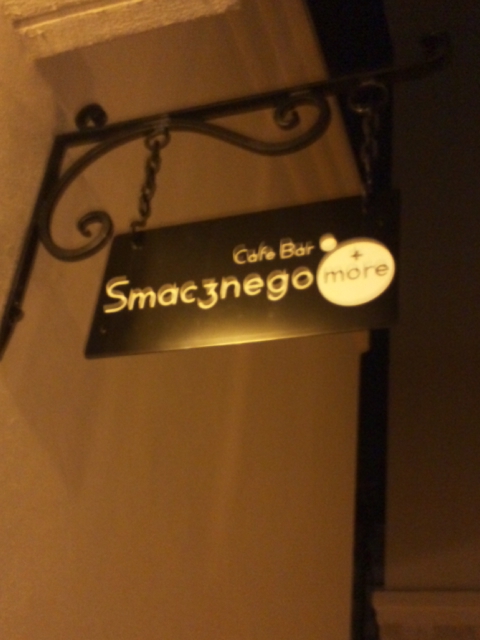 Cafe Bar
Smacznego
+
more